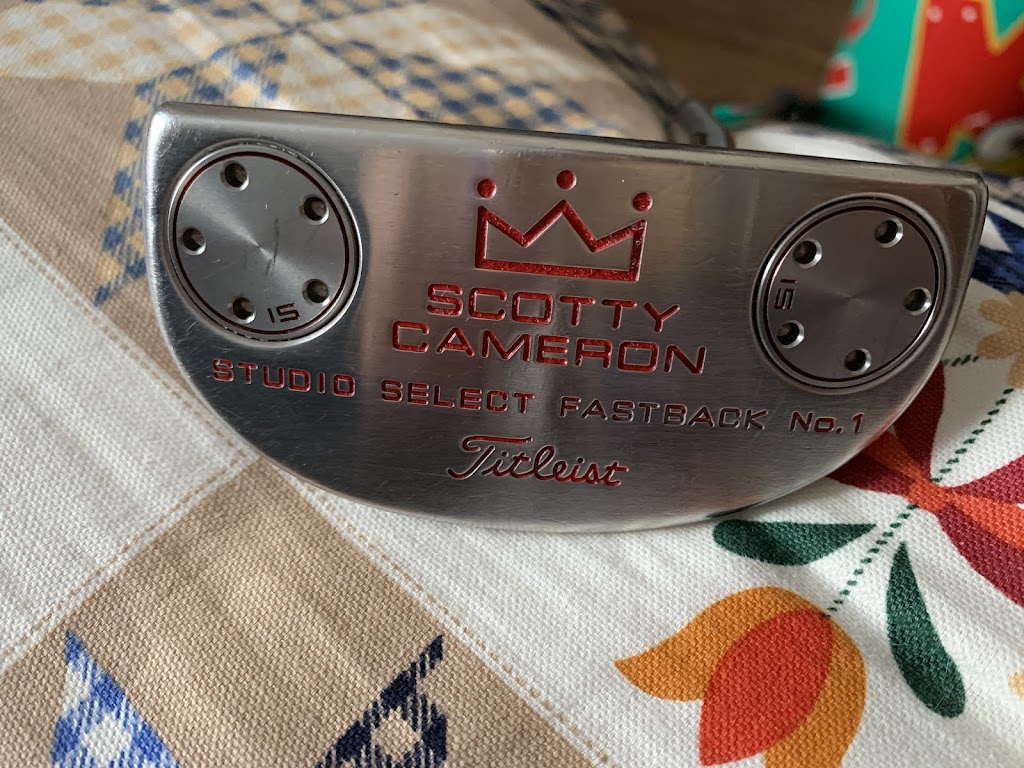 SCOTTY
CAMERON
STUDIO SELECT FASTBACK No.1
Titleist
15
15